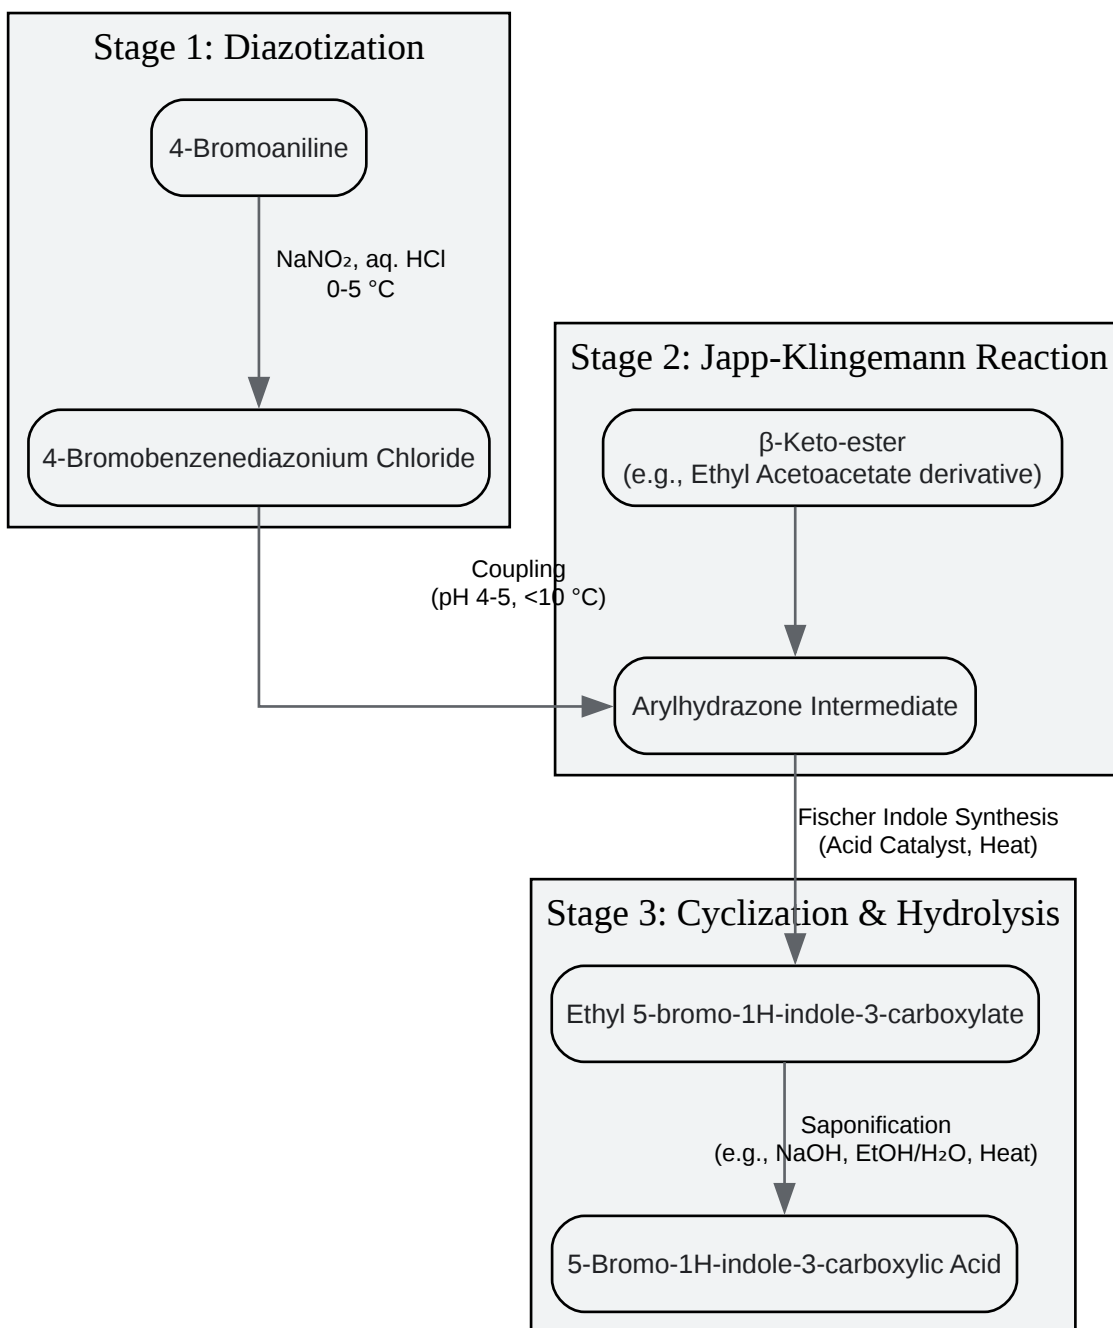 Stage 1: Diazotization
4-Bromoaniline
NaNO₂, aq. HCl
0-5 °C
4-Bromobenzenediazonium Chloride
Stage 2: Japp-Klingemann Reaction
β-Keto-ester
(e.g., Ethyl Acetoacetate derivative)
Coupling
(pH 4-5, <10 °C)
Arylhydrazone Intermediate
Fischer Indole Synthesis
(Acid Catalyst, Heat)
Stage 3: Cyclization & Hydrolysis
Ethyl 5-bromo-1H-indole-3-carboxylate
Saponification
(e.g., NaOH, EtOH/H₂O, Heat)
5-Bromo-1H-indole-3-carboxylic Acid